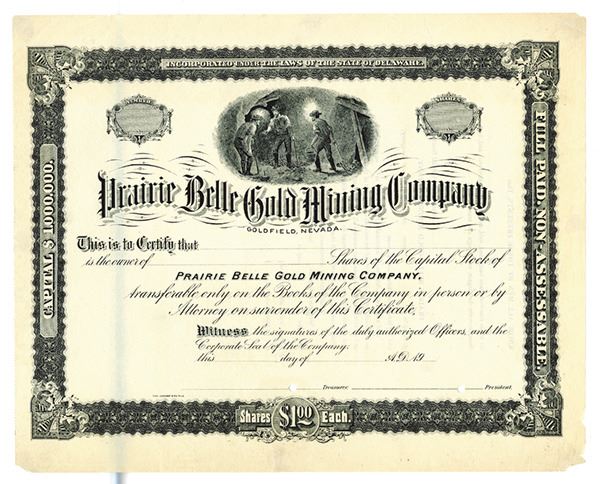 INCORPORATED UNDER THE LAWS OF THE STATE OF DELAWARE.
NUMBER
SHARES
CAPITAL $1,000,000.
FULL PAID, NON-ASSESSABLE.
Prairie Belle Gold Mining Company
GOLDFIELD, NEVADA.
This is to Certify that
is the owner of Shares of the Capital Stock of
PRAIRIE BELLE GOLD MINING COMPANY,
transferable only on the Books of the Company in person or by
Attorney on surrender of this Certificate.
Witness the signatures of the duly authorized Officers, and the
Corporate Seal of the Company.
this day of A.D.19
Treasurer. President.
Shares $1.00 Each.